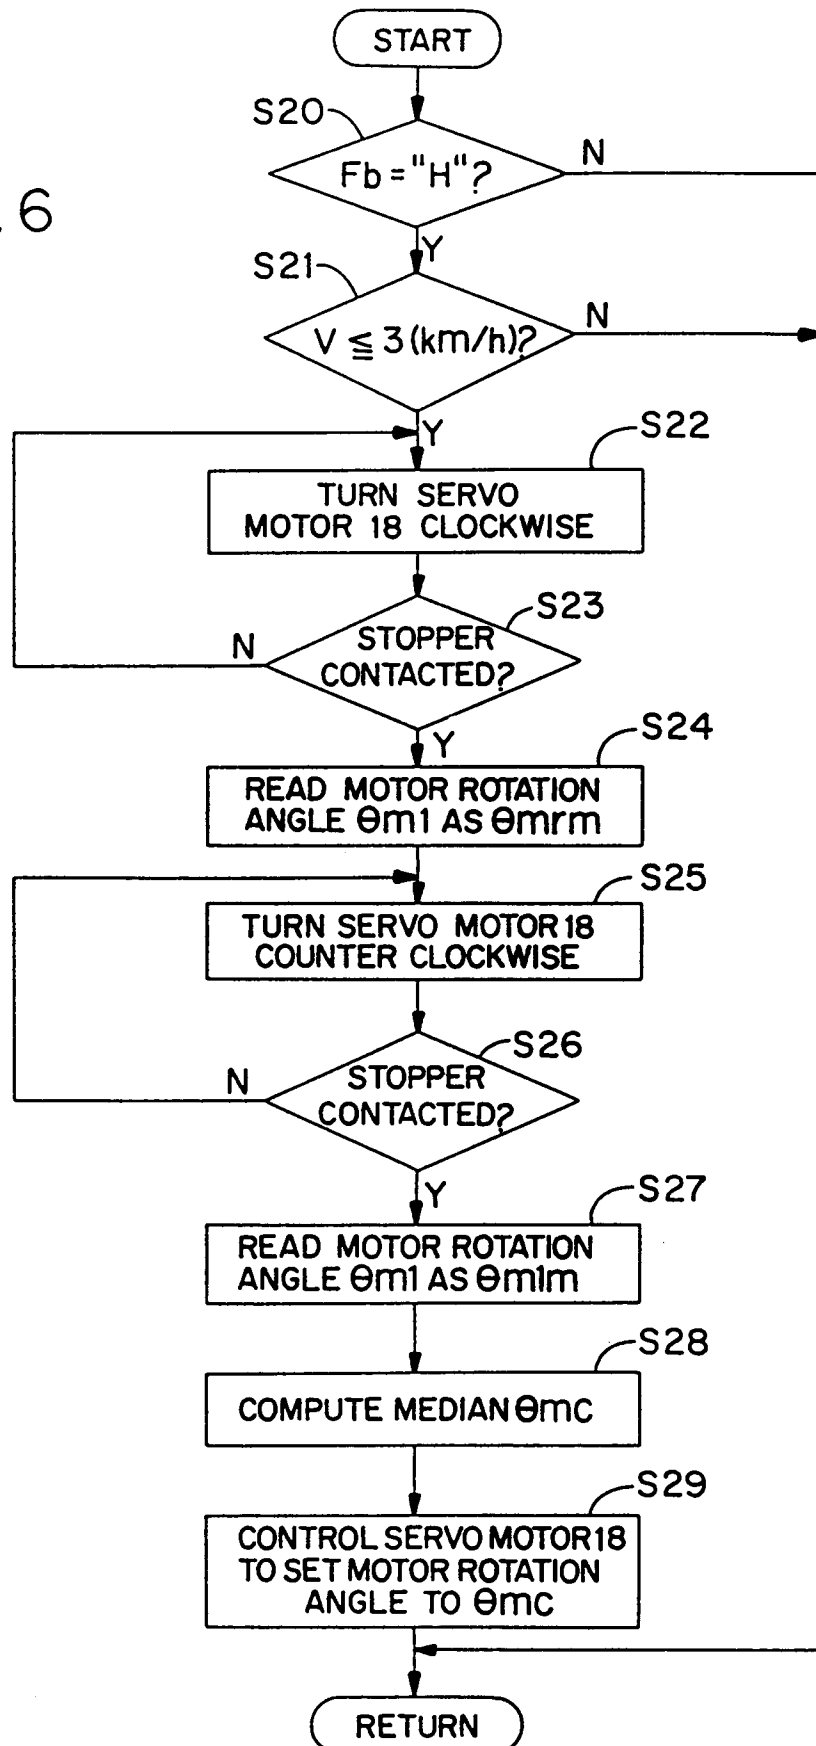 START
S20
Fb = "H"?
N
. 6
Y
S21
V ≦ 3 (km/h)?
N
Y
S22
TURN SERVO
MOTOR 18 CLOCKWISE
S23
STOPPER
CONTACTED?
N
Y
S24
READ MOTOR ROTATION
ANGLE θm1 AS θmrm
S25
TURN SERVO MOTOR 18
COUNTER CLOCKWISE
S26
STOPPER
CONTACTED?
N
Y
S27
READ MOTOR ROTATION
ANGLE θm1 AS θm1m
S28
COMPUTE MEDIAN θmc
S29
CONTROL SERVO MOTOR 18
TO SET MOTOR ROTATION
ANGLE TO θmc
RETURN